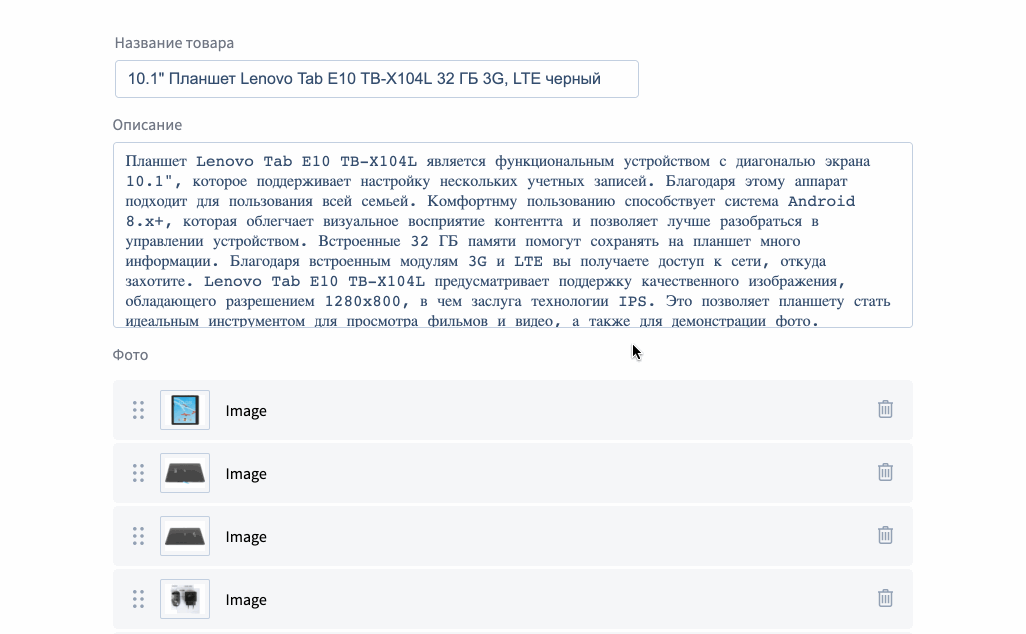 Название товара
10.1" Планшет Lenovo Tab E10 TB-X104L 32 ГБ 3G, LTE черный
Описание
Планшет Lenovo Tab E10 TB-X104L является функциональным устройством с диагональю экрана
10.1", которое поддерживает настройку нескольких учетных записей. Благодаря этому аппарат
подходит для пользования всей семьей. Комфортнму пользованию способствует система Android
8.x+, которая облегчает визуальное восприятие контентта и позволяет лучше разобраться в
управлении устройством. Встроенные 32 ГБ памяти помогут сохранять на планшет много
информации. Благодаря встроенным модулям 3G и LTE вы получаете доступ к сети, откуда
захотите. Lenovo Tab E10 TB-X104L предусматривает поддержку качественного изображения,
обладающего разрешением 1280x800, в чем заслуга технологии IPS. Это позволяет планшету стать
идеальным инструментом для просмотра фильмов и видео, а также для демонстрации фото.
Фото
Image
Image
Image
Image